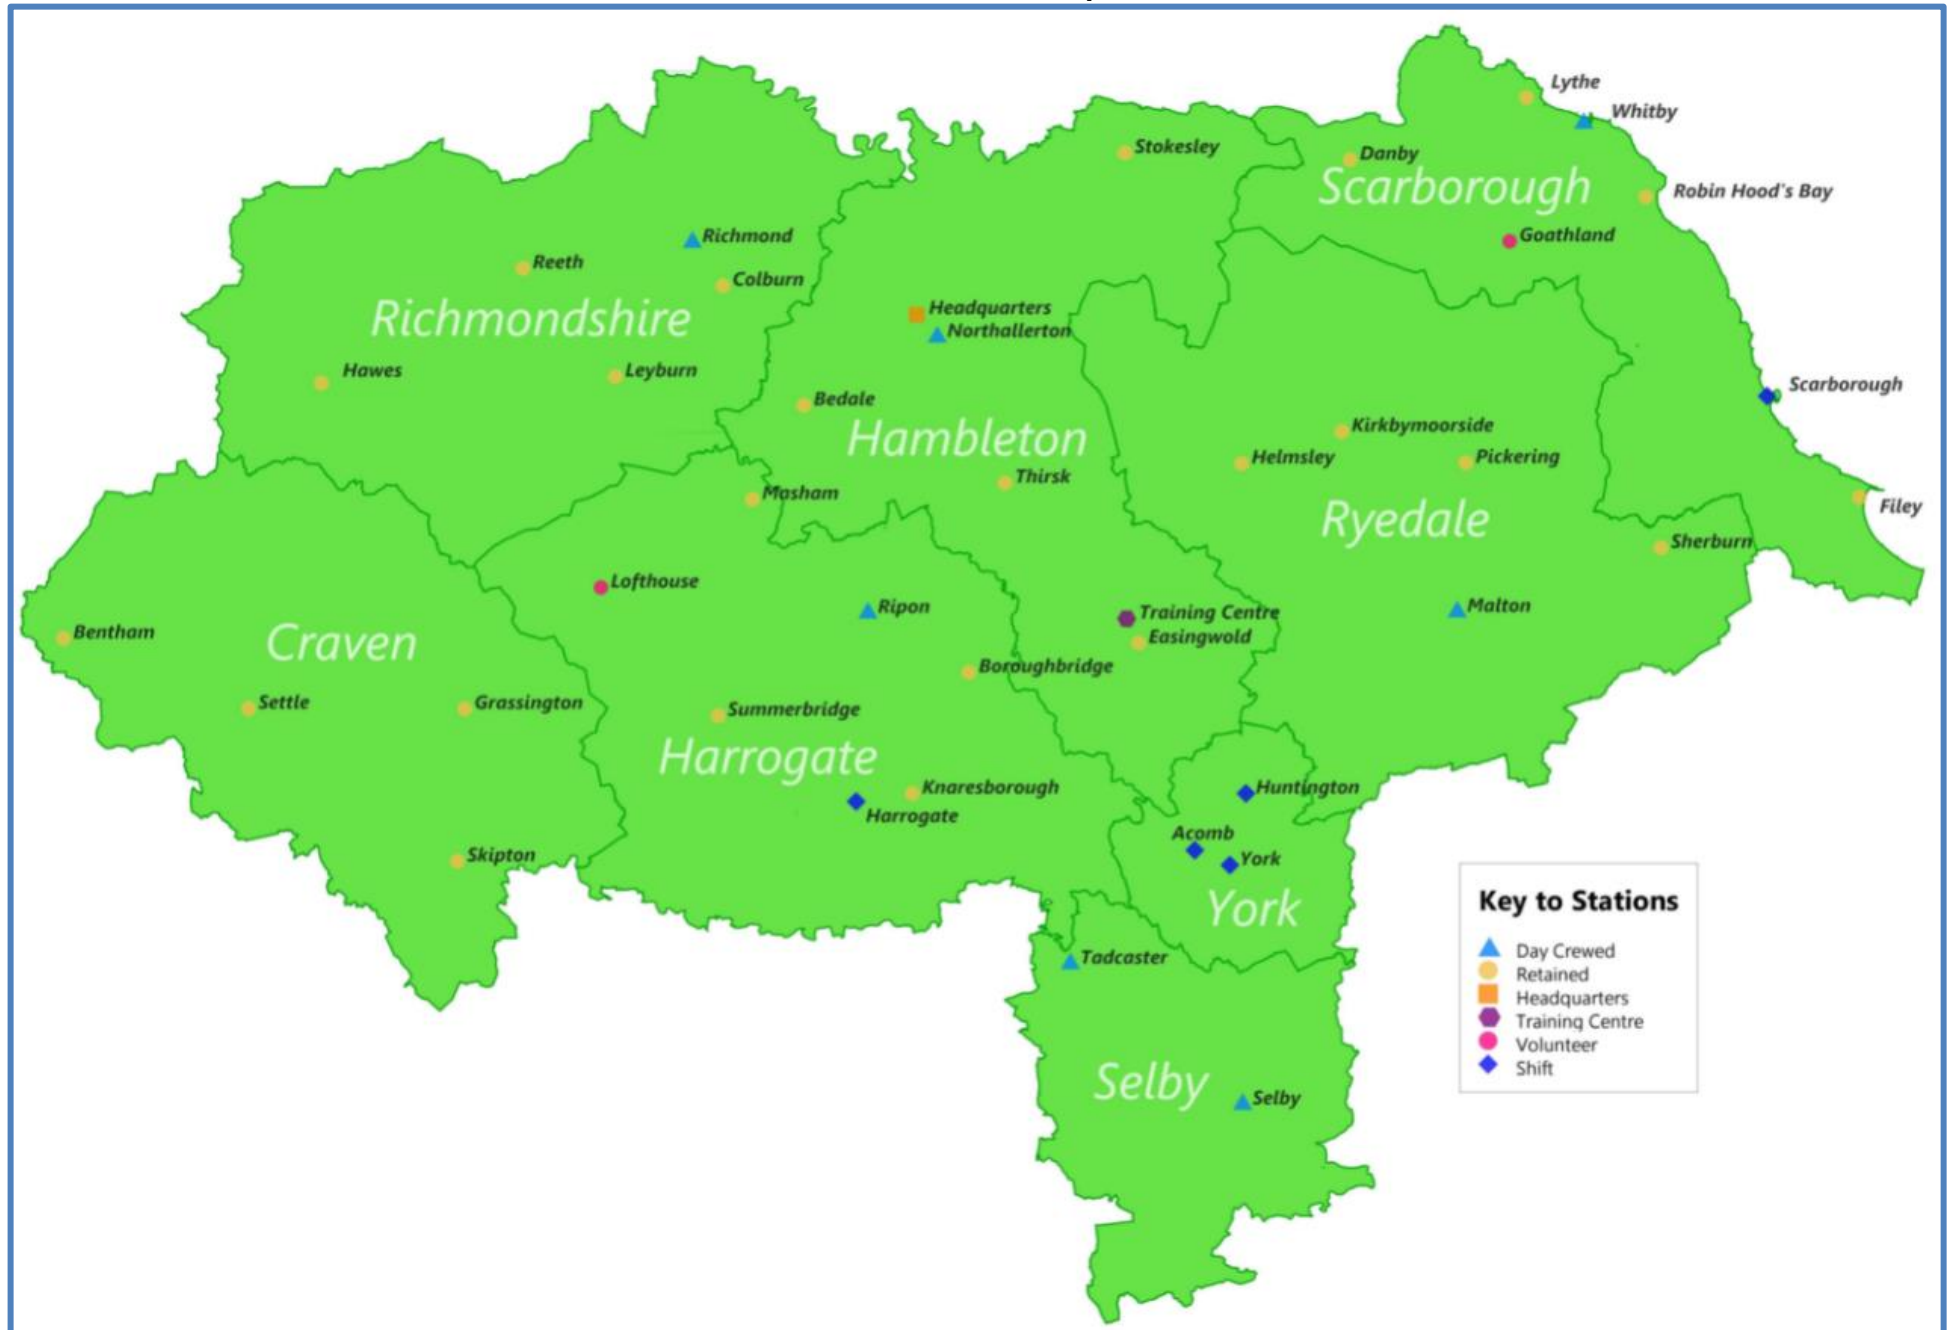 Lythe
Whitby
Stokesley
Danby
Scarborough
Robin Hood's Bay
Goathland
Richmond
Reeth
Colburn
Richmondshire
Headquarters
Northallerton
Hawes
Leyburn
Scarborough
Bedale
Hambleton
Kirkbymoorside
Helmsley
Pickering
Thirsk
Masham
Filey
Ryedale
Sherburn
Lofthouse
Ripon
Training Centre
Malton
Easingwold
Bentham
Craven
Boroughbridge
Settle
Grassington
Summerbridge
Harrogate
Knaresborough
Huntington
Harrogate
Acomb
Skipton
York
York
Key to Stations
Day Crewed
Retained
Headquarters
Training Centre
Volunteer
Shift
Tadcaster
Selby
Selby